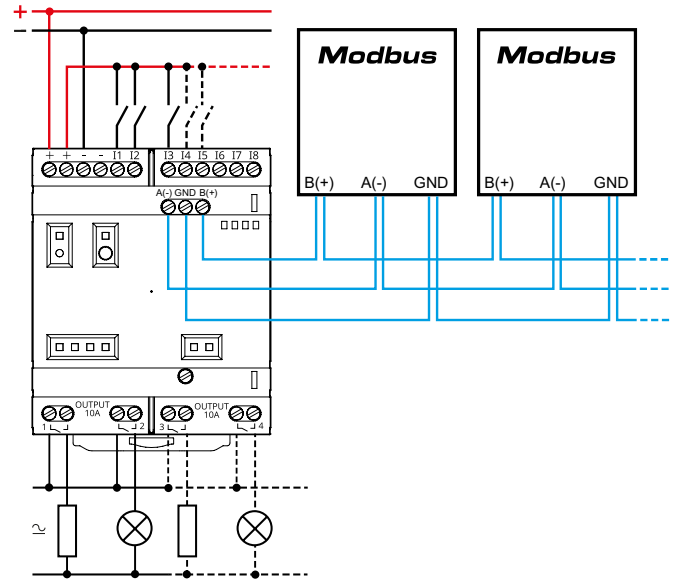 +
−
Modbus Modbus
+ + - - I1 I2 I3 I4 I5 I6 I7 I8
B(+) A(-) GND B(+) A(-) GND
A(-) GND B(+)
OUTPUT 10A OUTPUT 10A
1 2 3 4